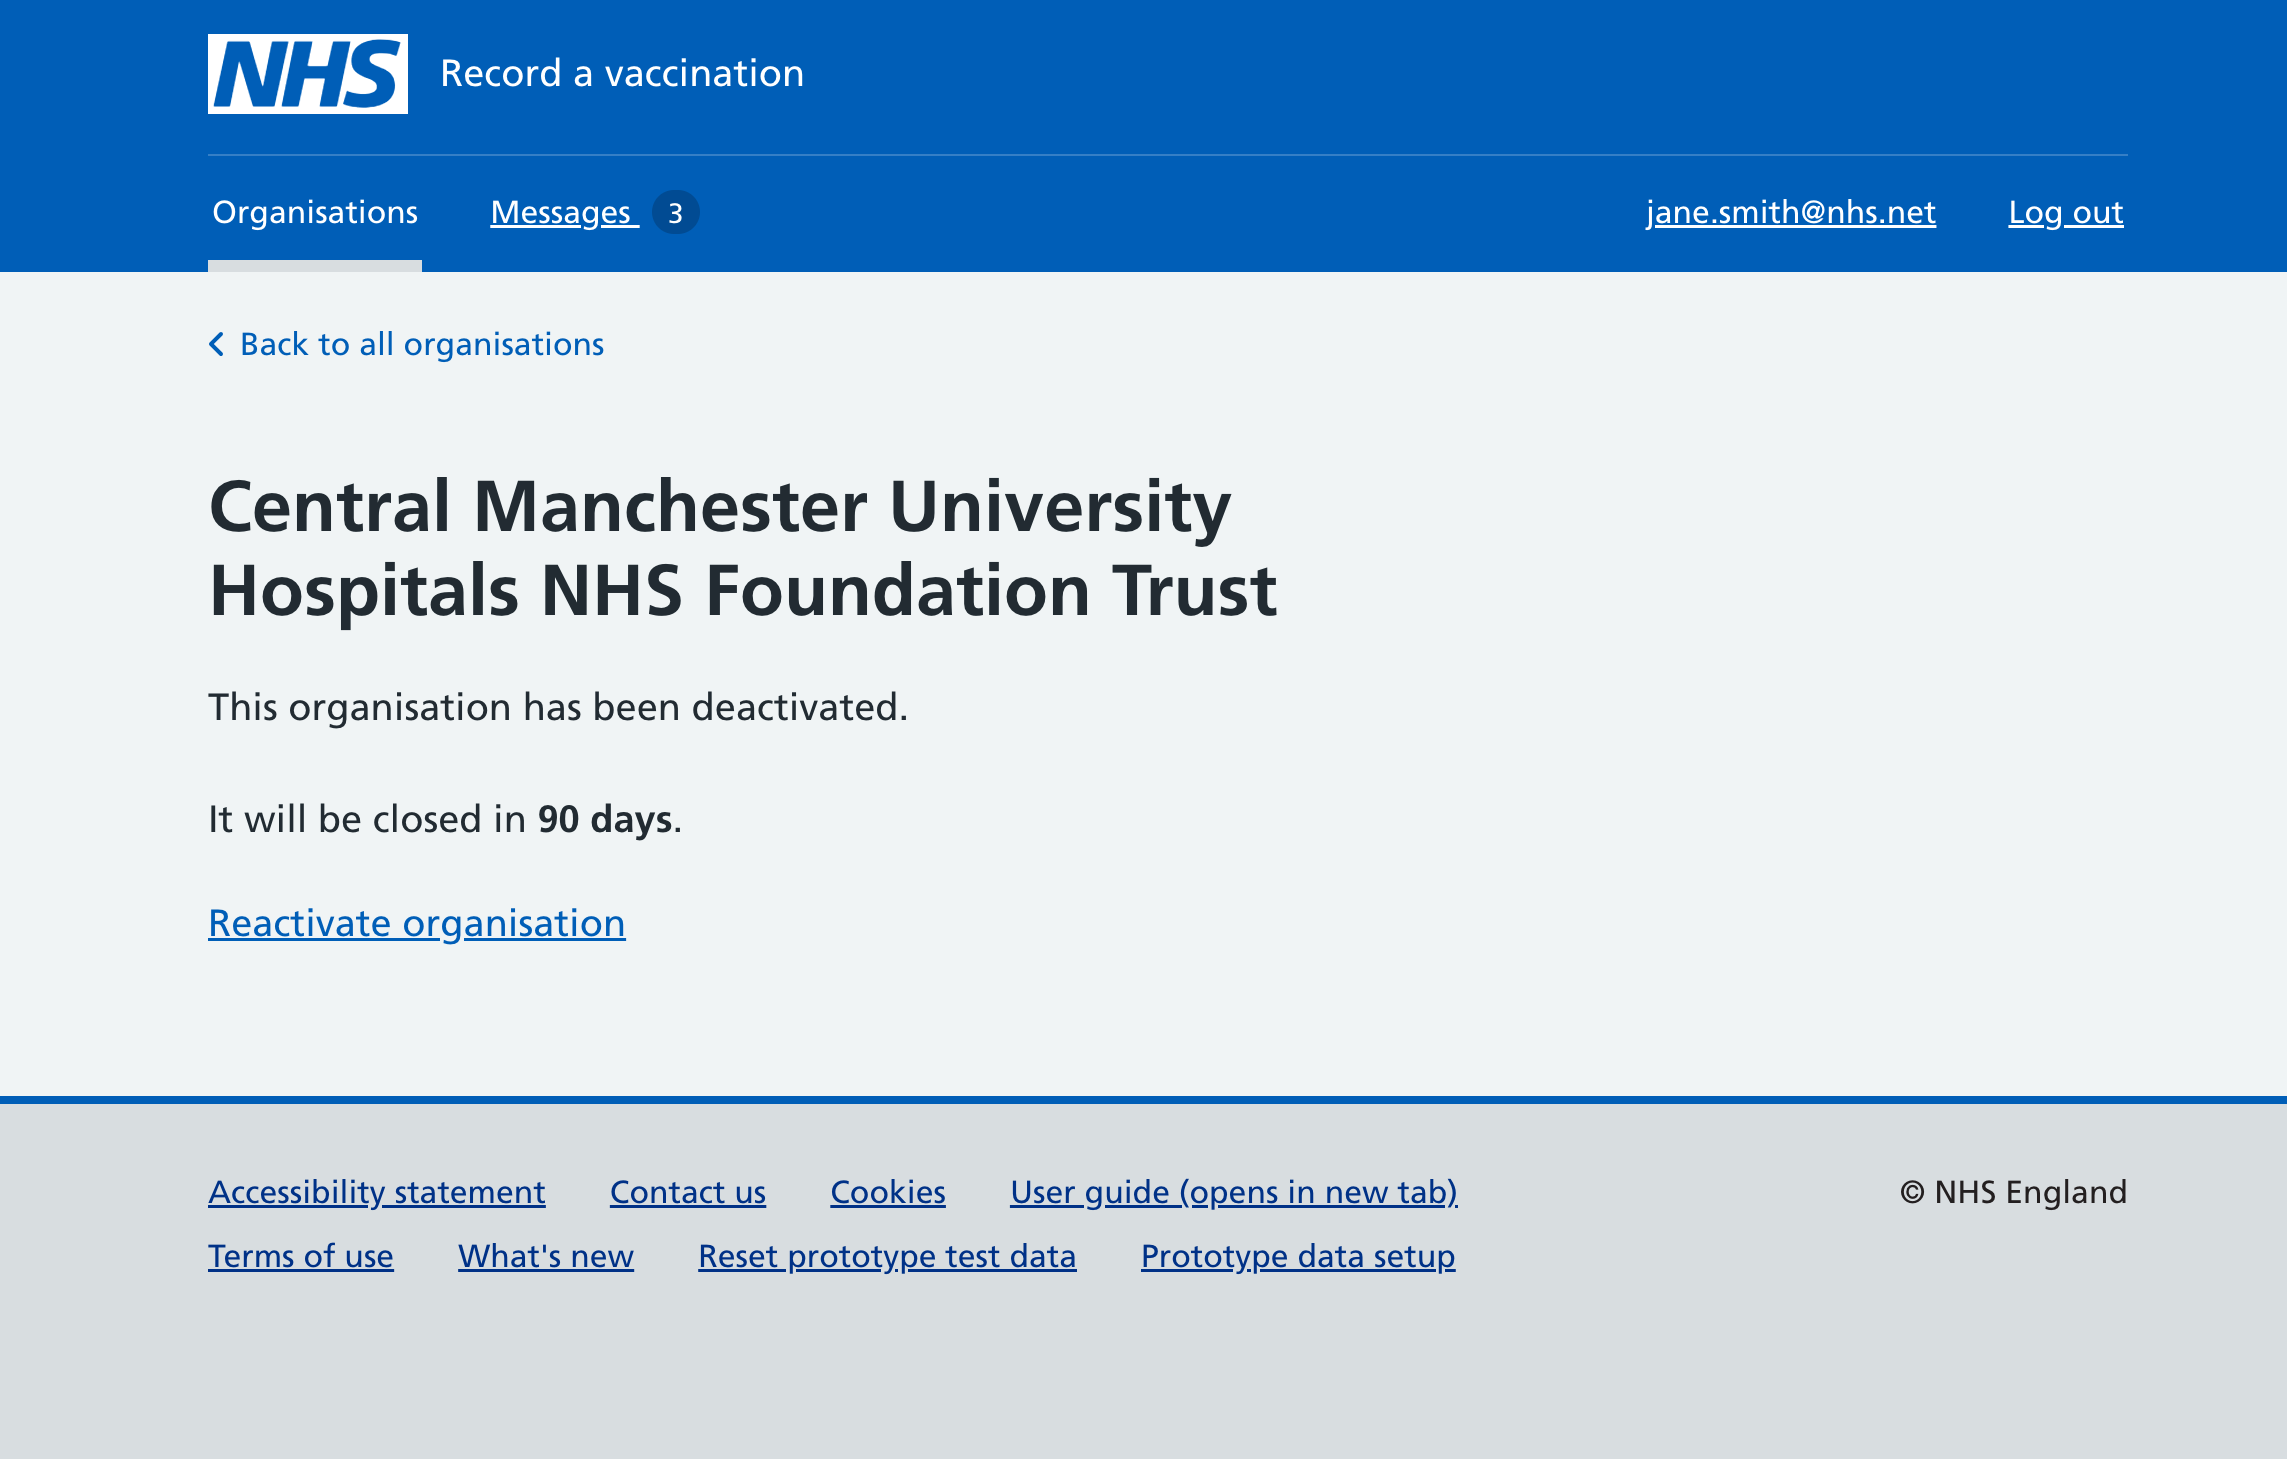 NHS Record a vaccination
Organisations Messages 3 jane.smith@nhs.net Log out
Back to all organisations
Central Manchester University
Hospitals NHS Foundation Trust
This organisation has been deactivated.
It will be closed in 90 days.
Reactivate organisation
Accessibility statement Contact us Cookies User guide (opens in new tab) © NHS England
Terms of use What's new Reset prototype test data Prototype data setup